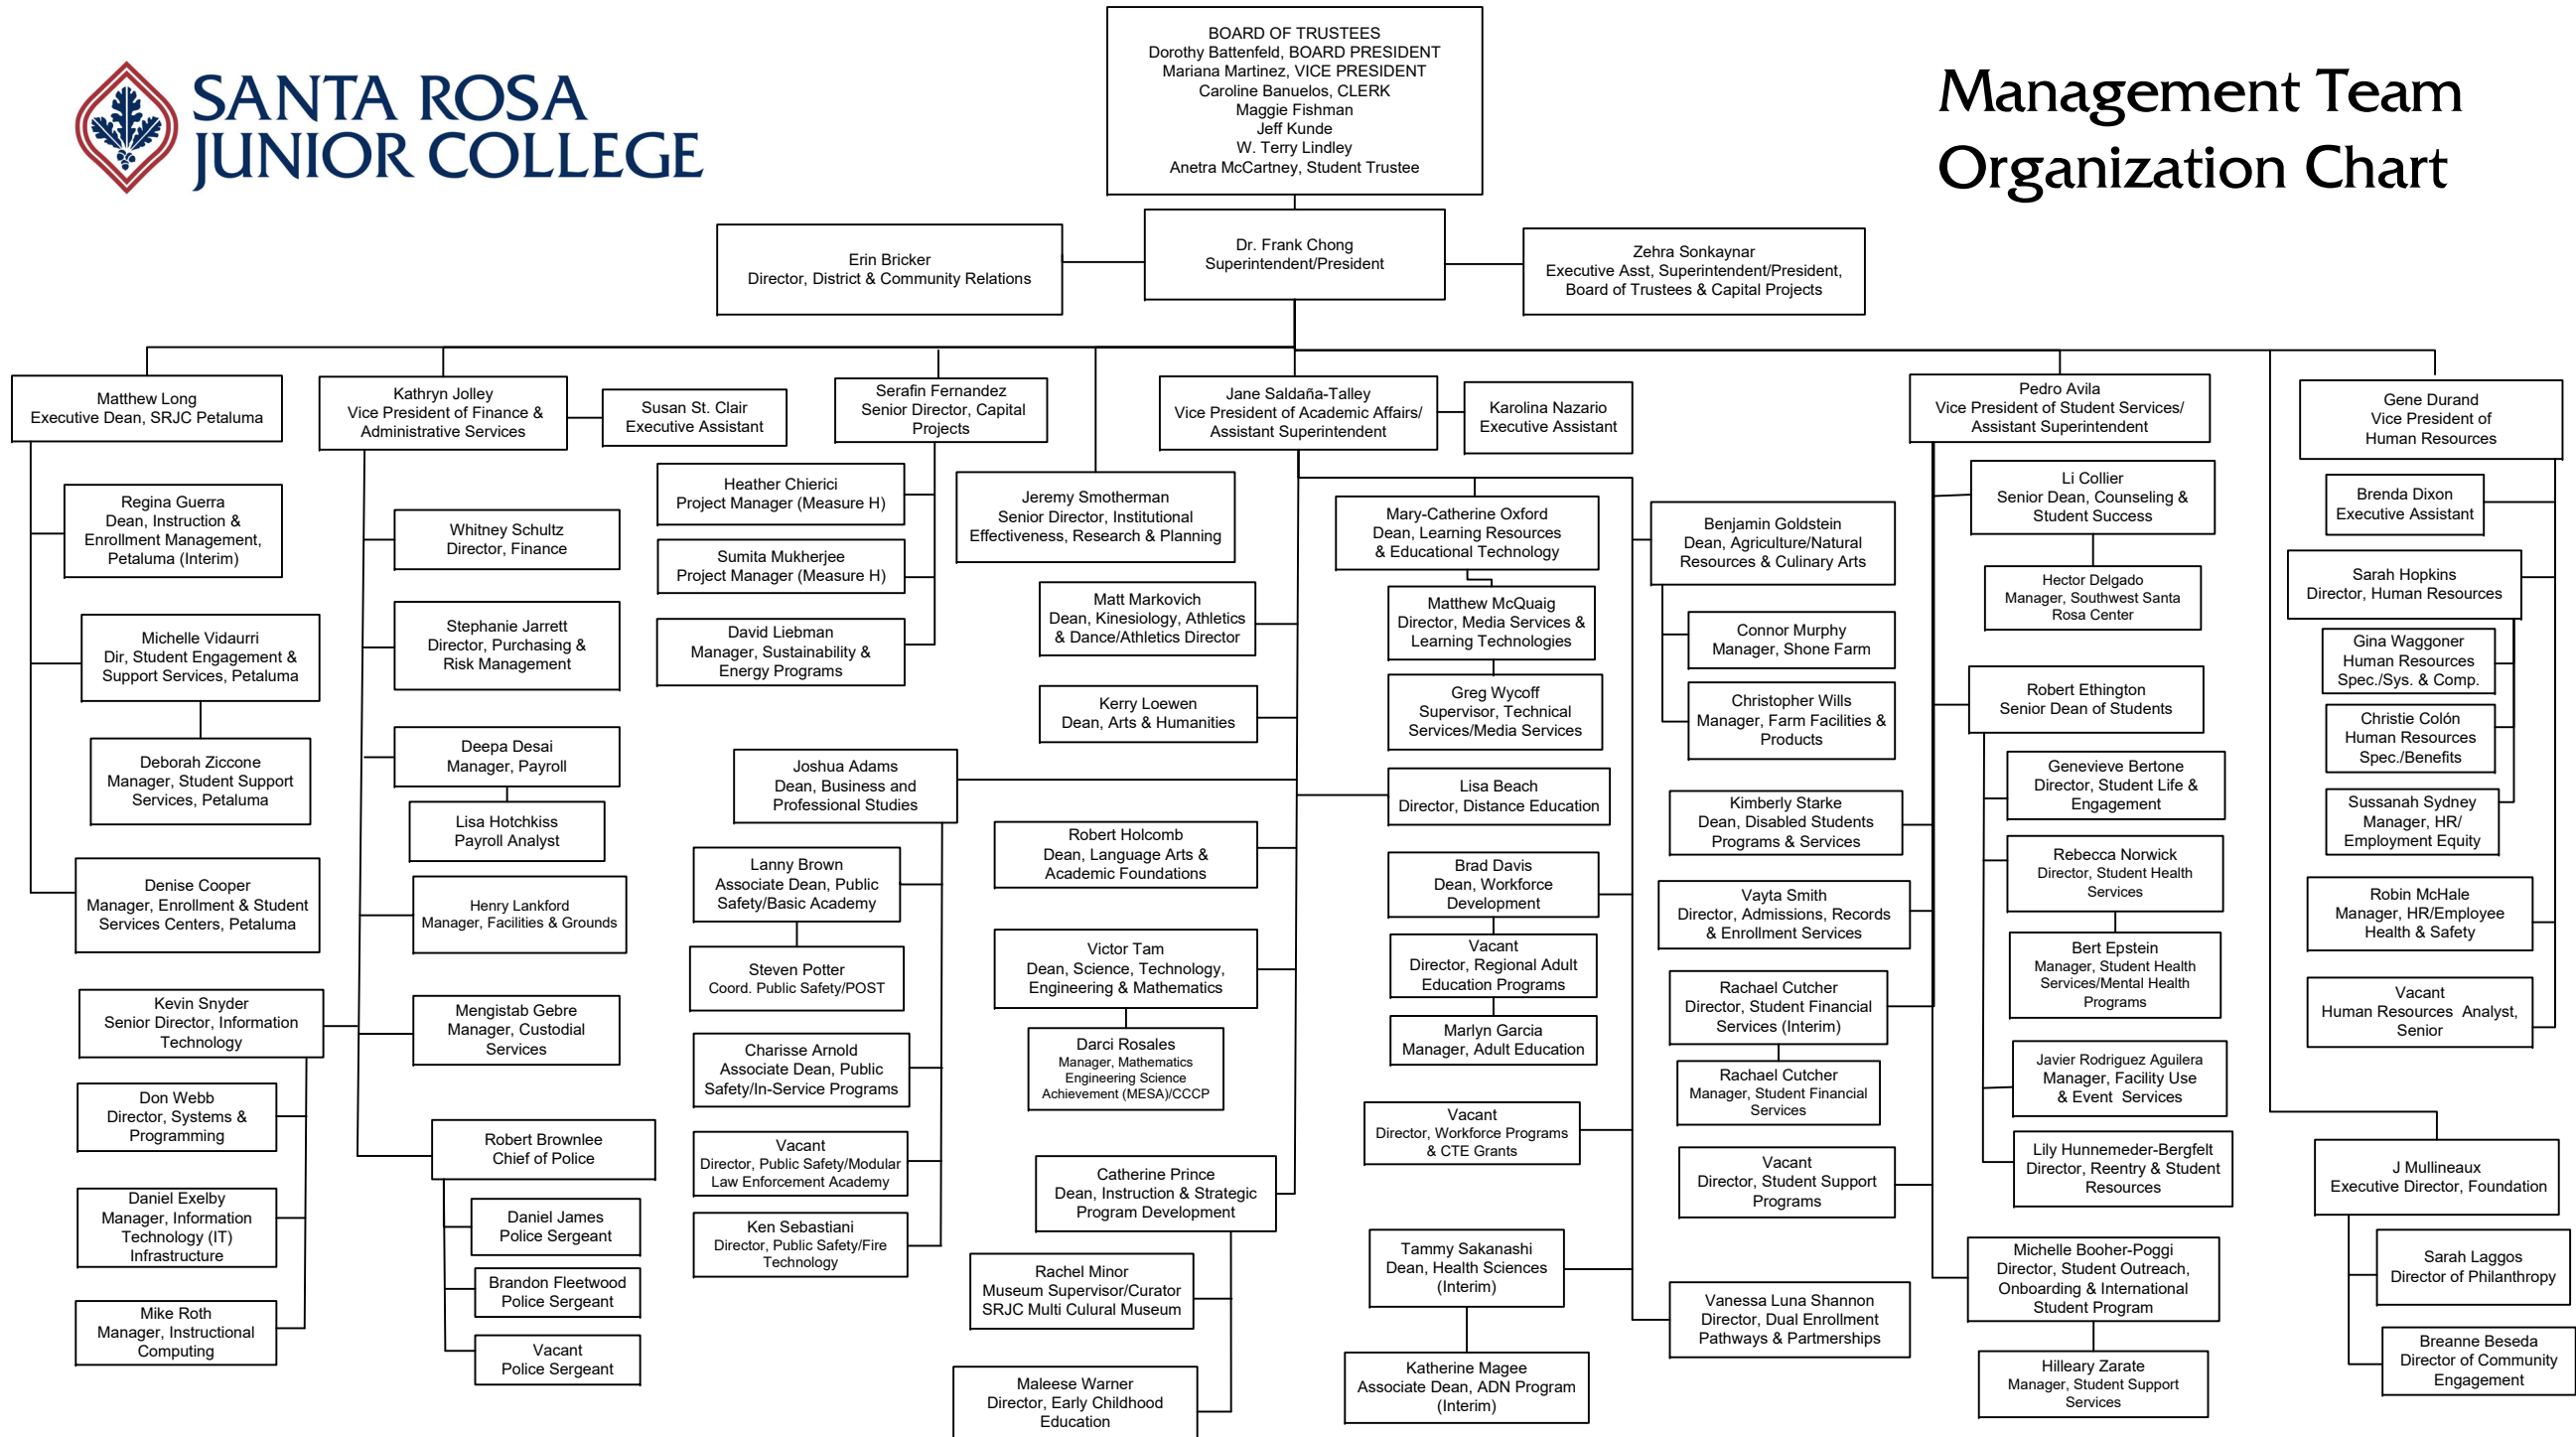 SANTA ROSA
JUNIOR COLLEGE
Management Team
Organization Chart
BOARD OF TRUSTEES
Dorothy Battenfeld, BOARD PRESIDENT
Mariana Martinez, VICE PRESIDENT
Caroline Banuelos, CLERK
Maggie Fishman
Jeff Kunde
W. Terry Lindley
Anetra McCartney, Student Trustee
Erin Bricker
Director, District & Community Relations
Dr. Frank Chong
Superintendent/President
Zehra Sonkaynar
Executive Asst, Superintendent/President,
Board of Trustees & Capital Projects
Matthew Long
Executive Dean, SRJC Petaluma
Regina Guerra
Dean, Instruction &
Enrollment Management,
Petaluma (Interim)
Michelle Vidaurri
Dir, Student Engagement &
Support Services, Petaluma
Deborah Ziccone
Manager, Student Support
Services, Petaluma
Denise Cooper
Manager, Enrollment & Student
Services Centers, Petaluma
Kathryn Jolley
Vice President of Finance &
Administrative Services
Susan St. Clair
Executive Assistant
Whitney Schultz
Director, Finance
Stephanie Jarrett
Director, Purchasing &
Risk Management
Deepa Desai
Manager, Payroll
Lisa Hotchkiss
Payroll Analyst
Henry Lankford
Manager, Facilities & Grounds
Kevin Snyder
Senior Director, Information
Technology
Mengistab Gebre
Manager, Custodial
Services
Don Webb
Director, Systems &
Programming
Daniel Exelby
Manager, Information
Technology (IT)
Infrastructure
Mike Roth
Manager, Instructional
Computing
Robert Brownlee
Chief of Police
Daniel James
Police Sergeant
Brandon Fleetwood
Police Sergeant
Vacant
Police Sergeant
Serafin Fernandez
Senior Director, Capital
Projects
Heather Chierici
Project Manager (Measure H)
Sumita Mukherjee
Project Manager (Measure H)
David Liebman
Manager, Sustainability &
Energy Programs
Jeremy Smotherman
Senior Director, Institutional
Effectiveness, Research & Planning
Jane Saldaña-Talley
Vice President of Academic Affairs/
Assistant Superintendent
Karolina Nazario
Executive Assistant
Matt Markovich
Dean, Kinesiology, Athletics
& Dance/Athletics Director
Kerry Loewen
Dean, Arts & Humanities
Joshua Adams
Dean, Business and
Professional Studies
Lanny Brown
Associate Dean, Public
Safety/Basic Academy
Steven Potter
Coord. Public Safety/POST
Charisse Arnold
Associate Dean, Public
Safety/In-Service Programs
Vacant
Director, Public Safety/Modular
Law Enforcement Academy
Ken Sebastiani
Director, Public Safety/Fire
Technology
Robert Holcomb
Dean, Language Arts &
Academic Foundations
Victor Tam
Dean, Science, Technology,
Engineering & Mathematics
Darci Rosales
Manager, Mathematics
Engineering Science
Achievement (MESA)/CCCP
Catherine Prince
Dean, Instruction & Strategic
Program Development
Rachel Minor
Museum Supervisor/Curator
SRJC Multi Culural Museum
Maleese Warner
Director, Early Childhood
Education
Mary-Catherine Oxford
Dean, Learning Resources
& Educational Technology
Matthew McQuaig
Director, Media Services &
Learning Technologies
Greg Wycoff
Supervisor, Technical
Services/Media Services
Lisa Beach
Director, Distance Education
Brad Davis
Dean, Workforce
Development
Vacant
Director, Regional Adult
Education Programs
Marlyn Garcia
Manager, Adult Education
Vacant
Director, Workforce Programs
& CTE Grants
Tammy Sakanashi
Dean, Health Sciences
(Interim)
Katherine Magee
Associate Dean, ADN Program
(Interim)
Benjamin Goldstein
Dean, Agriculture/Natural
Resources & Culinary Arts
Connor Murphy
Manager, Shone Farm
Christopher Wills
Manager, Farm Facilities &
Products
Vanessa Luna Shannon
Director, Dual Enrollment
Pathways & Partnerships
Pedro Avila
Vice President of Student Services/
Assistant Superintendent
Li Collier
Senior Dean, Counseling &
Student Success
Hector Delgado
Manager, Southwest Santa
Rosa Center
Robert Ethington
Senior Dean of Students
Genevieve Bertone
Director, Student Life &
Engagement
Rebecca Norwick
Director, Student Health
Services
Bert Epstein
Manager, Student Health
Services/Mental Health
Programs
Javier Rodriguez Aguilera
Manager, Facility Use
& Event Services
Lily Hunnemeder-Bergfelt
Director, Reentry & Student
Resources
Kimberly Starke
Dean, Disabled Students
Programs & Services
Vayta Smith
Director, Admissions, Records
& Enrollment Services
Rachael Cutcher
Director, Student Financial
Services (Interim)
Rachael Cutcher
Manager, Student Financial
Services
Vacant
Director, Student Support
Programs
Michelle Booher-Poggi
Director, Student Outreach,
Onboarding & International
Student Program
Hilleary Zarate
Manager, Student Support
Services
Gene Durand
Vice President of
Human Resources
Brenda Dixon
Executive Assistant
Sarah Hopkins
Director, Human Resources
Gina Waggoner
Human Resources
Spec./Sys. & Comp.
Christie Colón
Human Resources
Spec./Benefits
Sussanah Sydney
Manager, HR/
Employment Equity
Robin McHale
Manager, HR/Employee
Health & Safety
Vacant
Human Resources Analyst,
Senior
J Mullineaux
Executive Director, Foundation
Sarah Laggos
Director of Philanthropy
Breanne Beseda
Director of Community
Engagement